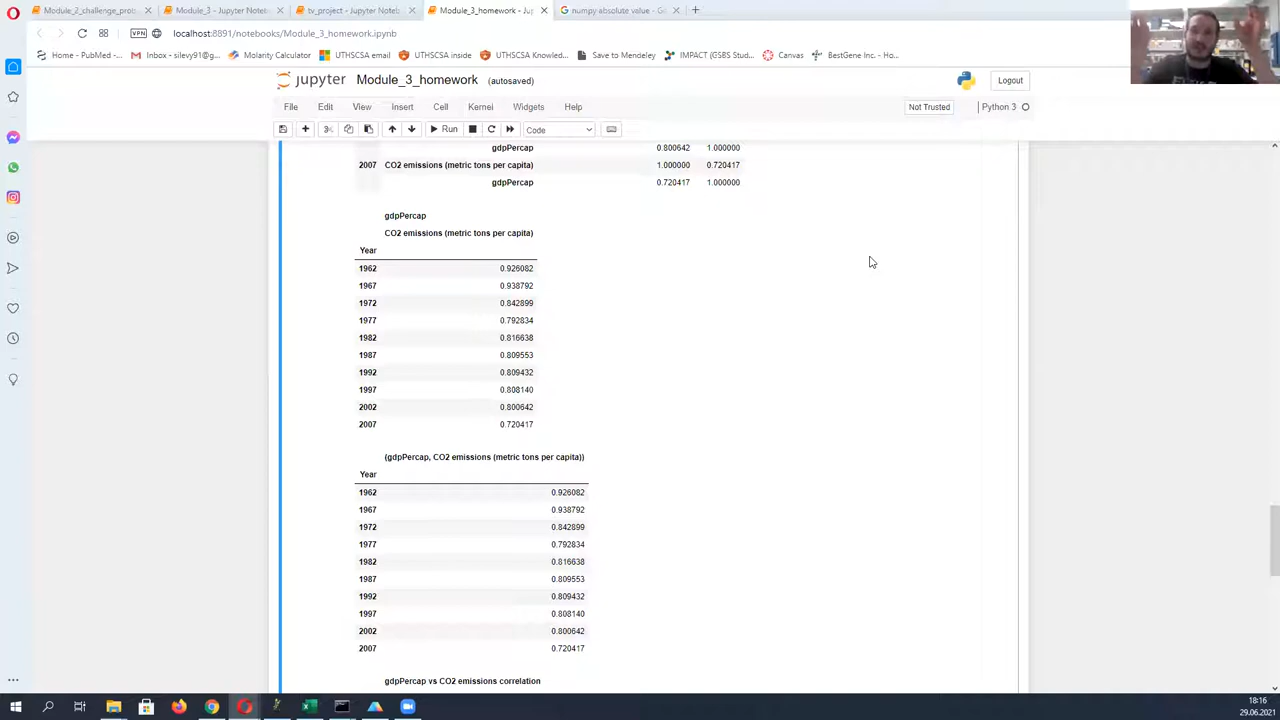 Module_2_challenge_prob
Module_3 - Jupyter Noteb
tv_project - Jupyter Noteb
Module_3_homework - Ju
numpy absolute value - G
VPN
localhost:8891/notebooks/Module_3_homework.ipynb
Home - PubMed -...
Inbox - silevy91@g...
Molarity Calculator
UTHSCSA email
UTHSCSA inside
UTHSCSA Knowled...
Save to Mendeley
IMPACT (GSBS Stud...
Canvas
BestGene Inc. - Ho...
jupyter Module_3_homework (autosaved)
Logout
File Edit View Insert Cell Kernel Widgets Help
Not Trusted
Python 3
Run
Code
gdpPercap 0.800642 1.000000
2007 CO2 emissions (metric tons per capita) 1.000000 0.720417
gdpPercap 0.720417 1.000000
gdpPercap
CO2 emissions (metric tons per capita)
Year
1962 0.926082
1967 0.938792
1972 0.842899
1977 0.792834
1982 0.816638
1987 0.809553
1992 0.809432
1997 0.808140
2002 0.800642
2007 0.720417
(gdpPercap, CO2 emissions (metric tons per capita))
Year
1962 0.926082
1967 0.938792
1972 0.842899
1977 0.792834
1982 0.816638
1987 0.809553
1992 0.809432
1997 0.808140
2002 0.800642
2007 0.720417
gdpPercap vs CO2 emissions correlation
18:16
29.06.2021